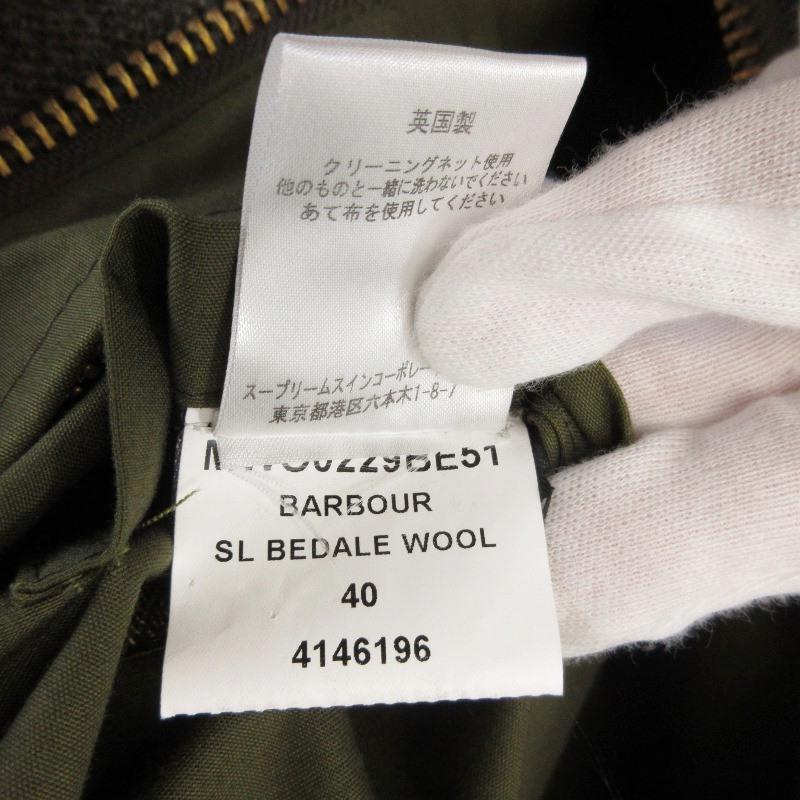 英国製
クリーニングネット使用
他のものと一緒に洗わないでください
あて布を使用してください
スープリームスインコーポレー
東京都港区六本木1-8-7
0229BE51
BARBOUR
SL BEDALE WOOL
40
4146196